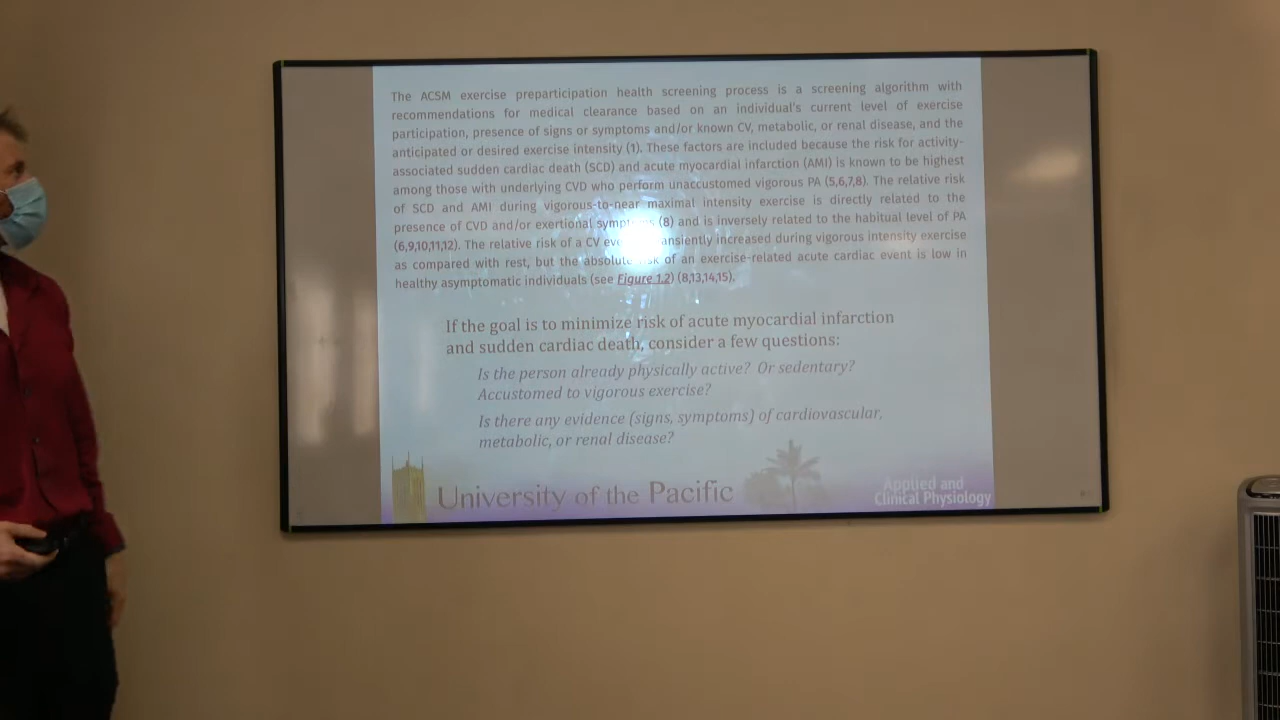 The ACSM exercise preparticipation health screening process is a screening algorithm with
recommendations for medical clearance based on an individual's current level of exercise
participation, presence of signs or symptoms and/or known CV, metabolic, or renal disease, and the
anticipated or desired exercise intensity (1). These factors are included because the risk for activity-
associated sudden cardiac death (SCD) and acute myocardial infarction (AMI) is known to be highest
among those with underlying CVD who perform unaccustomed vigorous PA (5,6,7,8). The relative risk
of SCD and AMI during vigorous-to-near maximal intensity exercise is directly related to the
presence of CVD and/or exertional (8) and is inversely related to the habitual level of PA
(6,9,10,11,12). The relative risk of a CV increased during vigorous intensity exercise
as compared with rest, but the absolute of an exercise-related acute cardiac event is low in
healthy asymptomatic individuals (see Figure 1.2) (8,13,14,15).
If the goal is to minimize risk of acute myocardial infarction
and sudden cardiac death, consider a few questions:
Is the person already physically active? Or sedentary?
Accustomed to vigorous exercise?
Is there any evidence (signs, symptoms) of cardiovascular,
metabolic, or renal disease?
University of the Pacific
Applied and
Clinical Physiology